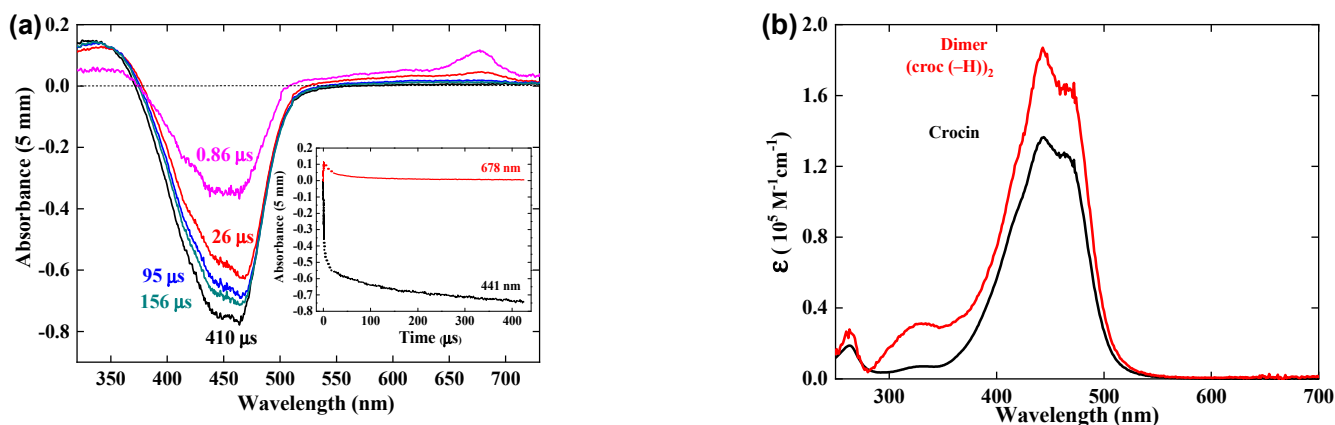 (a)
0.2
0.0
-0.2
-0.4
-0.6
-0.8
Absorbance (5 mm)
0.86 µs
26 µs
95 µs
156 µs
410 µs
350 400 450 500 550 600 650 700
Wavelength (nm)
0.2
0.1
0.0
-0.1
-0.2
-0.3
-0.4
-0.5
-0.6
-0.7
-0.8
Absorbance (5 mm)
678 nm
441 nm
0 100 200 300 400
Time (µs)
(b)
2.0
1.6
1.2
0.8
0.4
0.0
ε ( 10⁵ M⁻¹cm⁻¹)
Dimer
(croc (–H))₂
Crocin
300 400 500 600 700
Wavelength (nm)